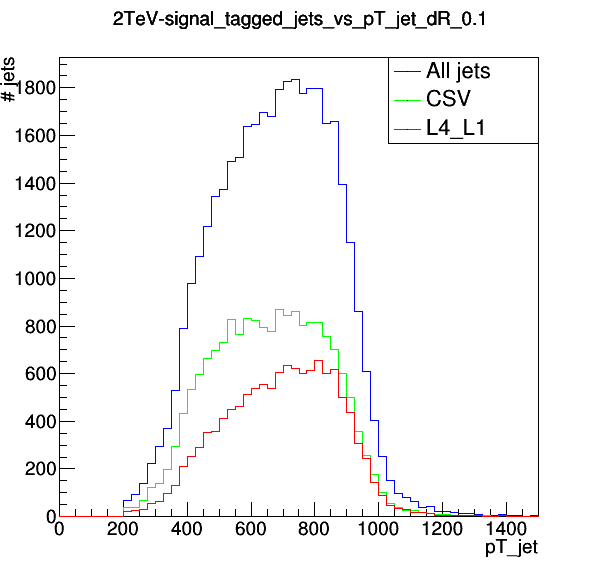 2TeV-signal_tagged_jets_vs_pT_jet_dR_0.1
# jets
All jets
CSV
L4_L1
1800
1600
1400
1200
1000
800
600
400
200
0
0 200 400 600 800 1000 1200 1400
pT_jet